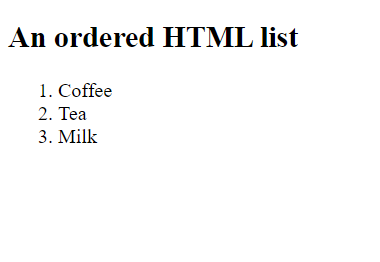 An ordered HTML list
1. Coffee
2. Tea
3. Milk